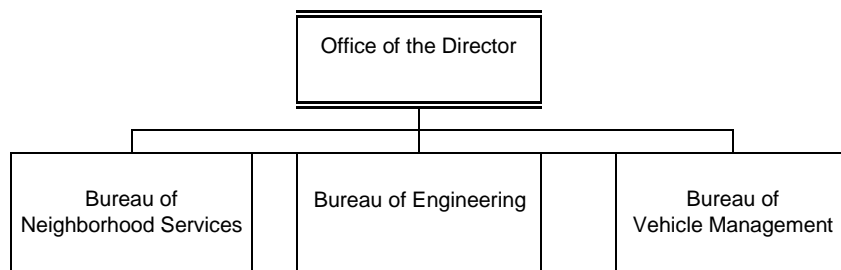 Office of the Director
Bureau of
Neighborhood Services
Bureau of Engineering
Bureau of
Vehicle Management